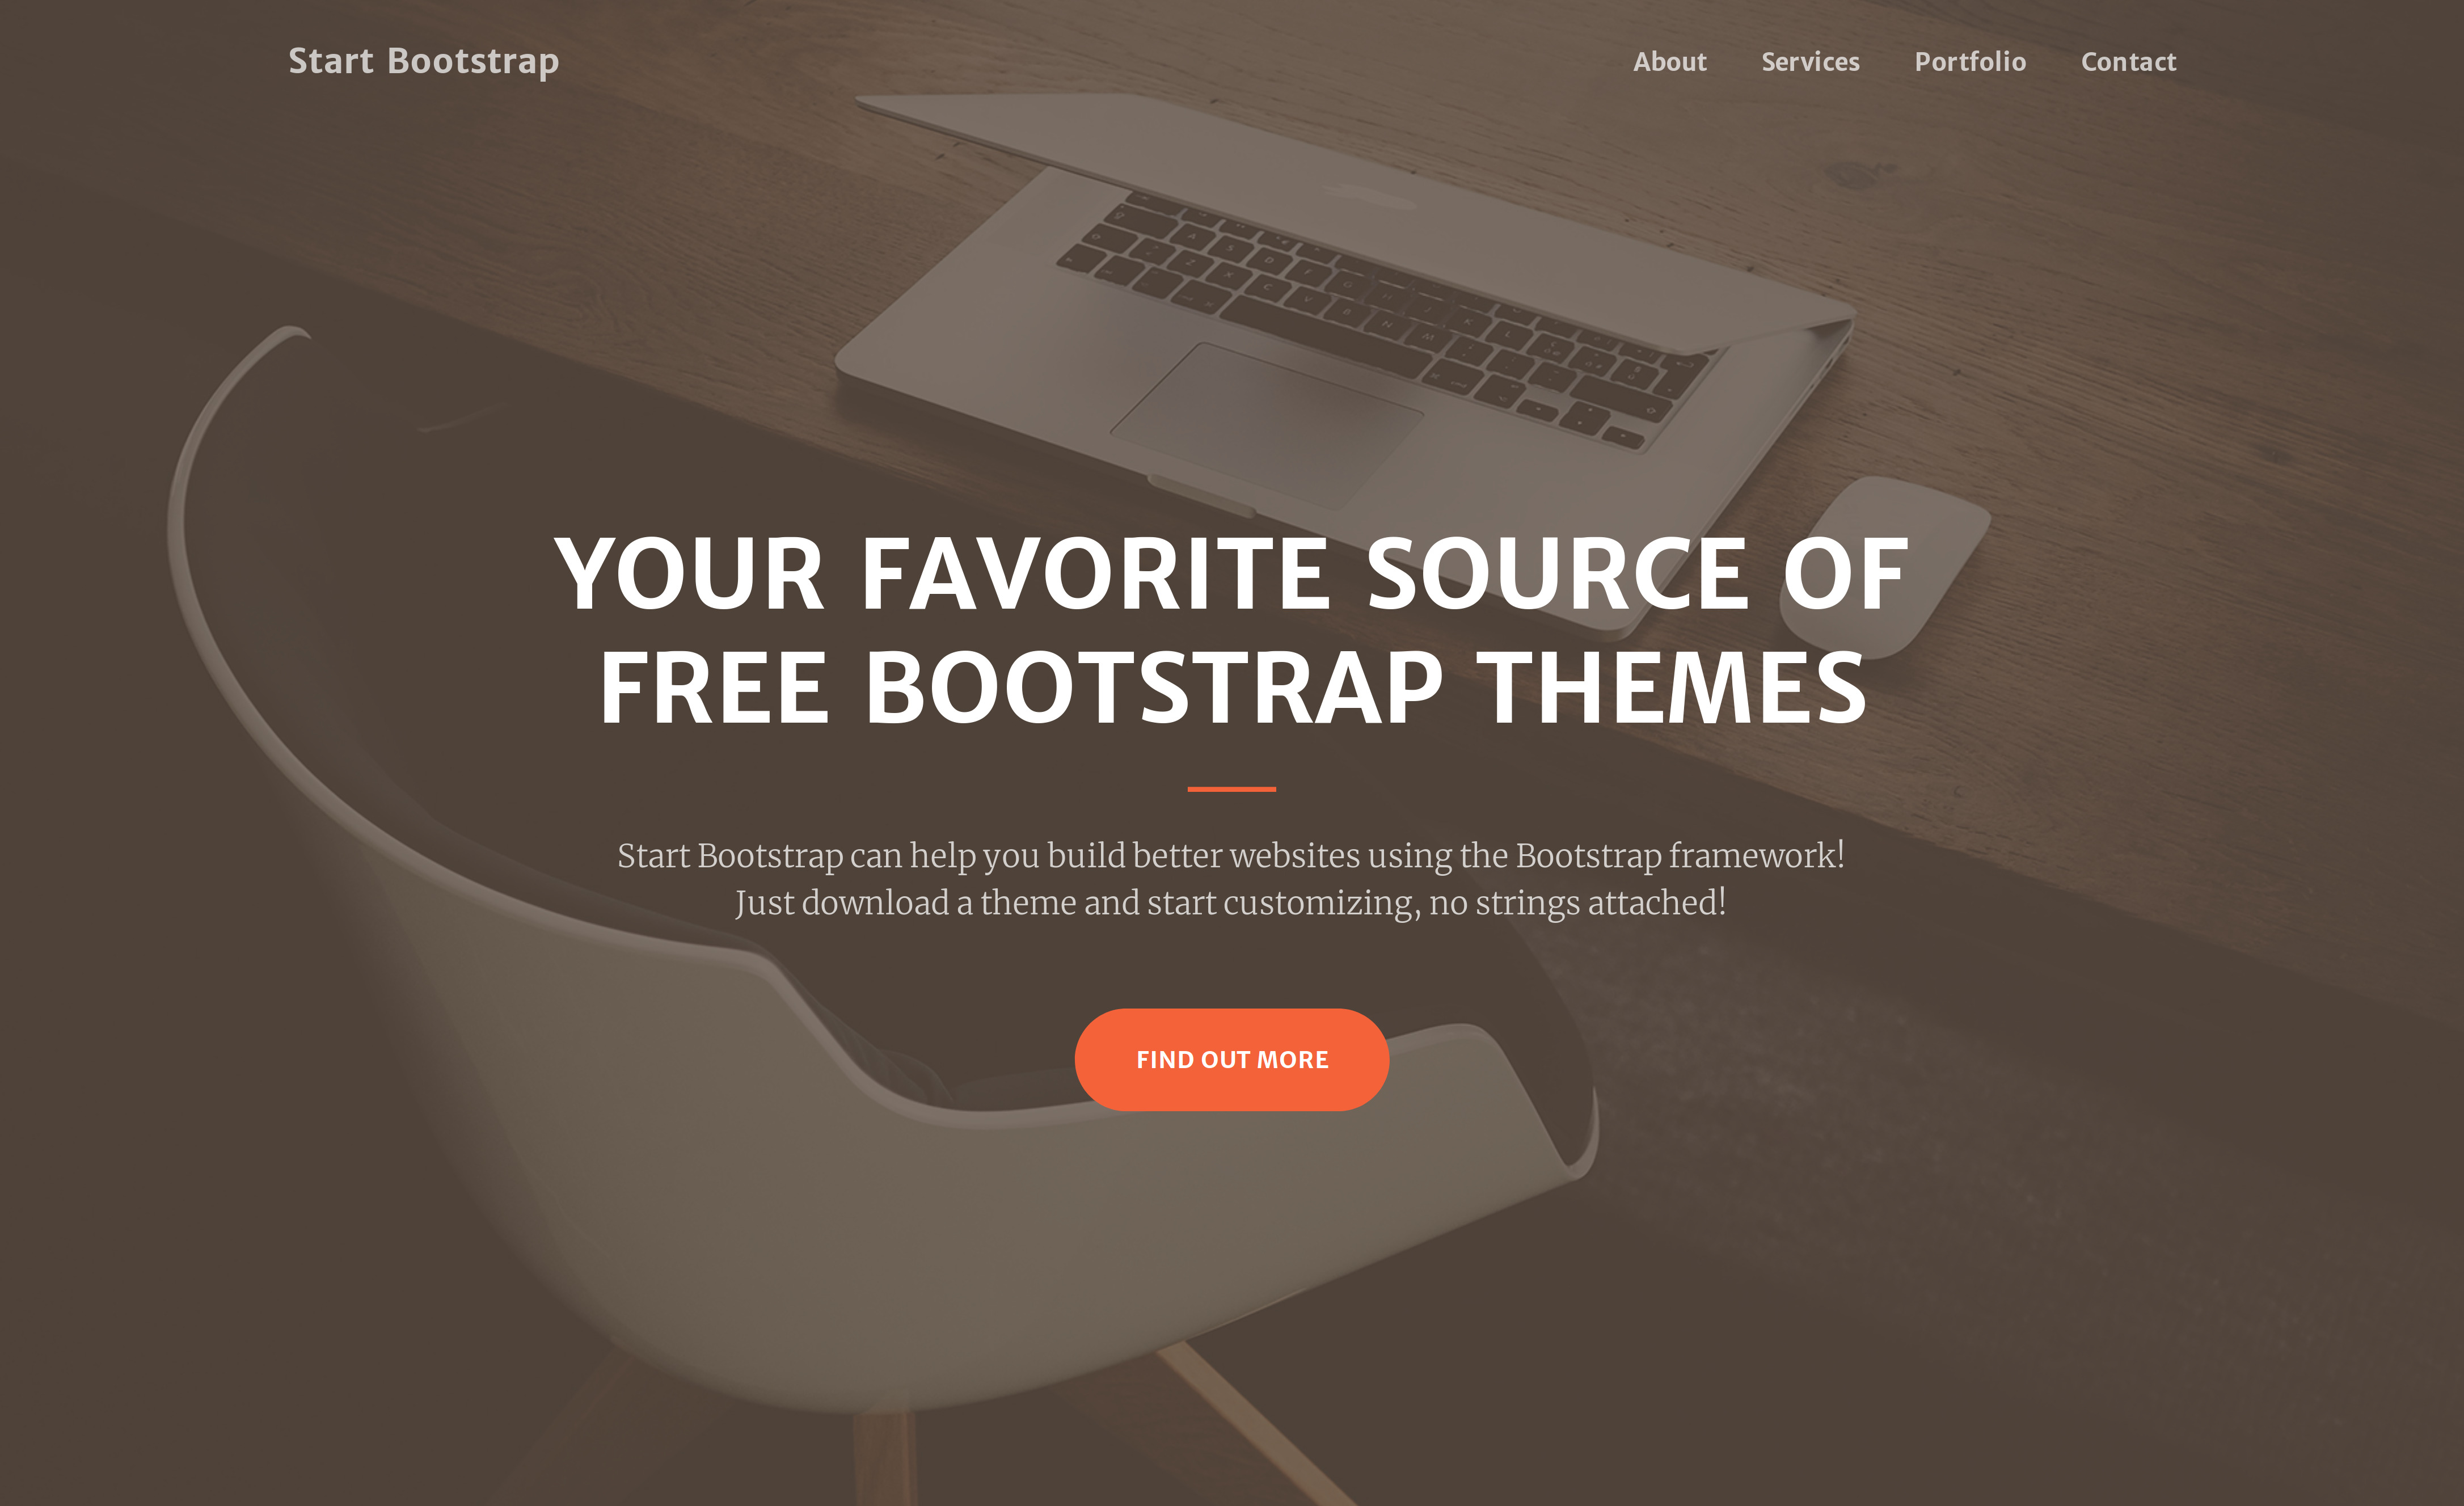 Start Bootstrap
About Services Portfolio Contact
YOUR FAVORITE SOURCE OF
FREE BOOTSTRAP THEMES
Start Bootstrap can help you build better websites using the Bootstrap framework!
Just download a theme and start customizing, no strings attached!
FIND OUT MORE